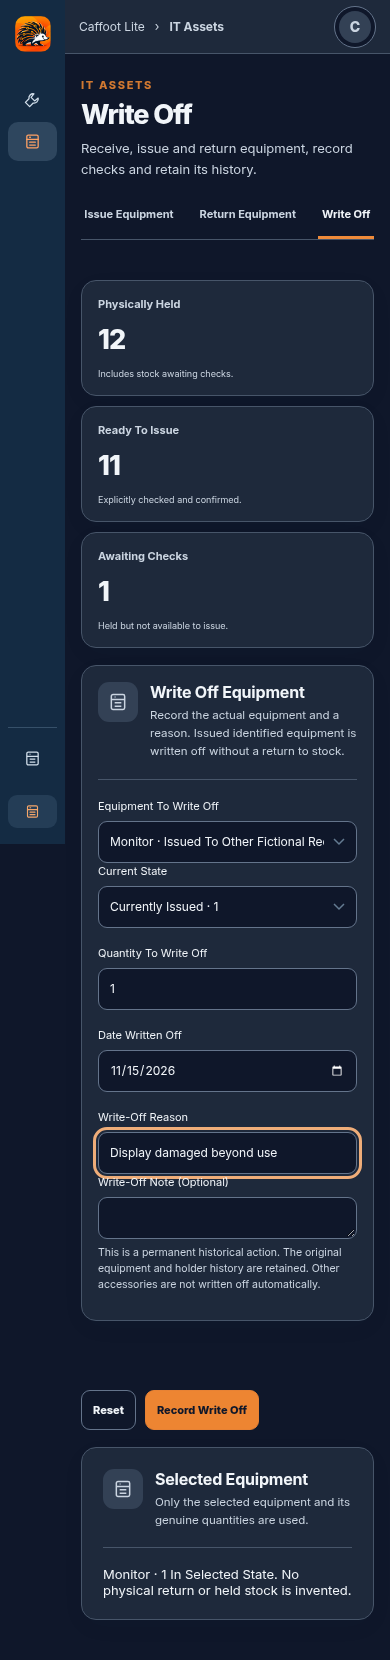 Caffoot Lite › IT Assets
C
IT ASSETS
Write Off
Receive, issue and return equipment, record
checks and retain its history.
Issue Equipment Return Equipment Write Off
Physically Held
12
Includes stock awaiting checks.
Ready To Issue
11
Explicitly checked and confirmed.
Awaiting Checks
1
Held but not available to issue.
Write Off Equipment
Record the actual equipment and a
reason. Issued identified equipment is
written off without a return to stock.
Equipment To Write Off
Monitor · Issued To Other Fictional Re
Current State
Currently Issued · 1
Quantity To Write Off
1
Date Written Off
11/15/2026
Write-Off Reason
Display damaged beyond use
Write-Off Note (Optional)
This is a permanent historical action. The original
equipment and holder history are retained. Other
accessories are not written off automatically.
Reset Record Write Off
Selected Equipment
Only the selected equipment and its
genuine quantities are used.
Monitor · 1 In Selected State. No
physical return or held stock is invented.